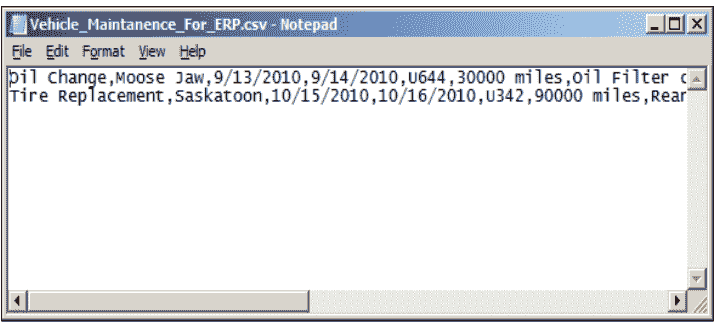 Vehicle_Maintanence_For_ERP.csv - Notepad
File Edit Format View Help
Oil Change,Moose Jaw,9/13/2010,9/14/2010,U644,30000 miles,Oil Filter
Tire Replacement,Saskatoon,10/15/2010,10/16/2010,U342,90000 miles,Rear